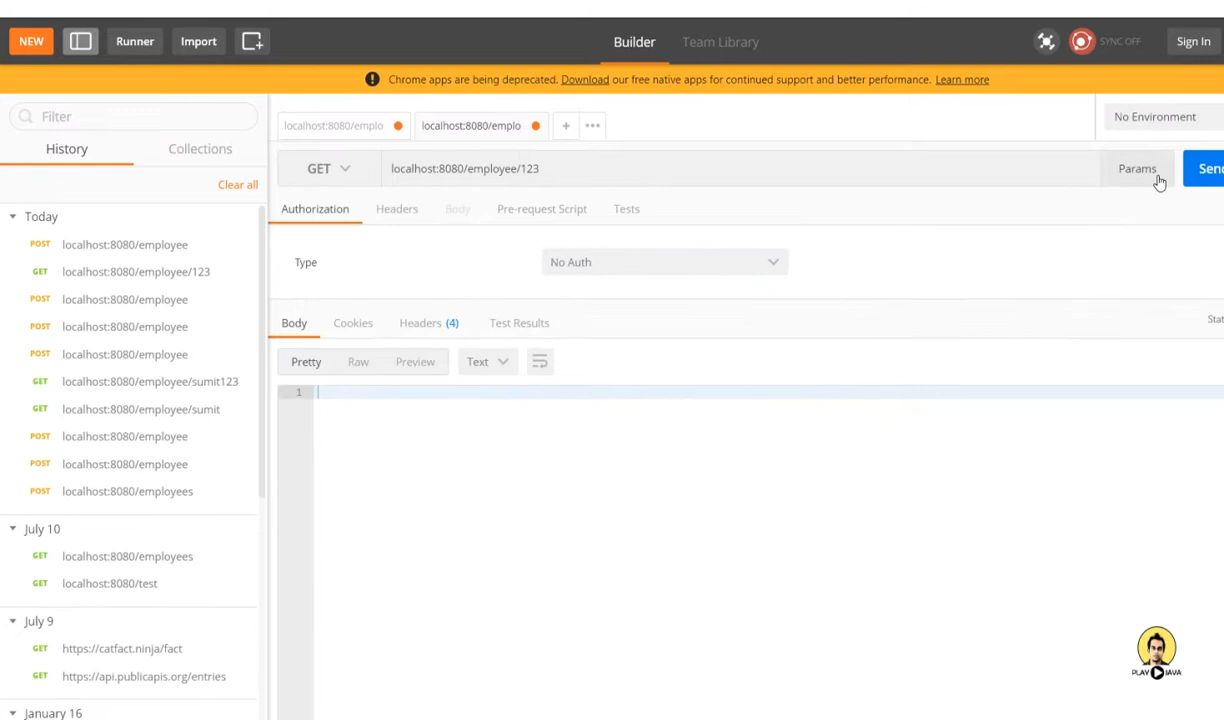 NEW Runner Import Builder Team Library SYNC OFF Sign In
Chrome apps are being deprecated. Download our free native apps for continued support and better performance. Learn more
Filter
History Collections
Clear all
Today
POST localhost:8080/employee
GET localhost:8080/employee/123
POST localhost:8080/employee
POST localhost:8080/employee
POST localhost:8080/employee
GET localhost:8080/employee/sumit123
GET localhost:8080/employee/sumit
POST localhost:8080/employee
POST localhost:8080/employee
POST localhost:8080/employees
July 10
GET localhost:8080/employees
GET localhost:8080/test
July 9
GET https://catfact.ninja/fact
GET https://api.publicapis.org/entries
January 16
localhost:8080/emplo localhost:8080/emplo + ••• No Environment
GET localhost:8080/employee/123 Params Send
Authorization Headers Body Pre-request Script Tests
Type No Auth
Body Cookies Headers (4) Test Results Stat
Pretty Raw Preview Text
1
PLAY JAVA